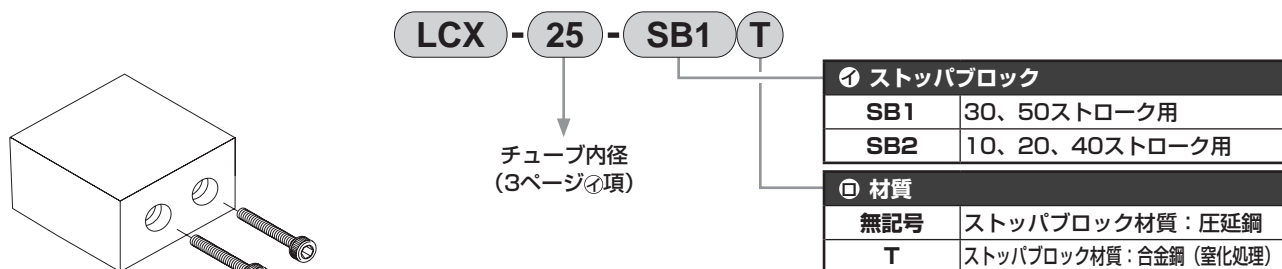 LCX - 25 - SB1 T
チューブ内径
(3ページ㋑項)
㋑ ストッパブロック
SB1 30、50ストローク用
SB2 10、20、40ストローク用
㋺ 材質
無記号 ストッパブロック材質：圧延鋼
T ストッパブロック材質：合金鋼（窒化処理）